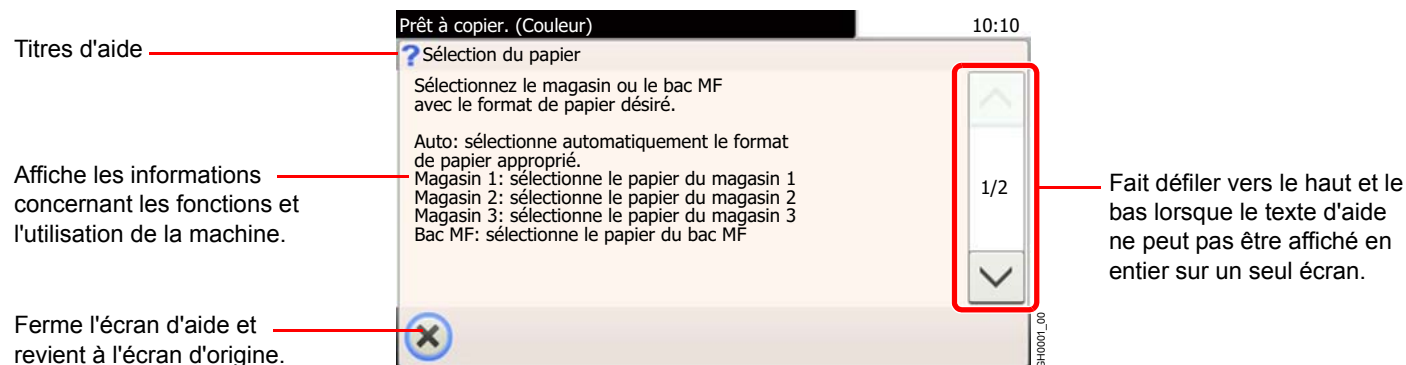 Prêt à copier. (Couleur)
10:10
Titres d'aide
?Sélection du papier
Sélectionnez le magasin ou le bac MF
avec le format de papier désiré.
Auto: sélectionne automatiquement le format
de papier approprié.
Magasin 1: sélectionne le papier du magasin 1
Magasin 2: sélectionne le papier du magasin 2
Magasin 3: sélectionne le papier du magasin 3
Bac MF: sélectionne le papier du bac MF
1/2
Affiche les informations
concernant les fonctions et
l'utilisation de la machine.
Fait défiler vers le haut et le
bas lorsque le texte d'aide
ne peut pas être affiché en
entier sur un seul écran.
Ferme l'écran d'aide et
revient à l'écran d'origine.